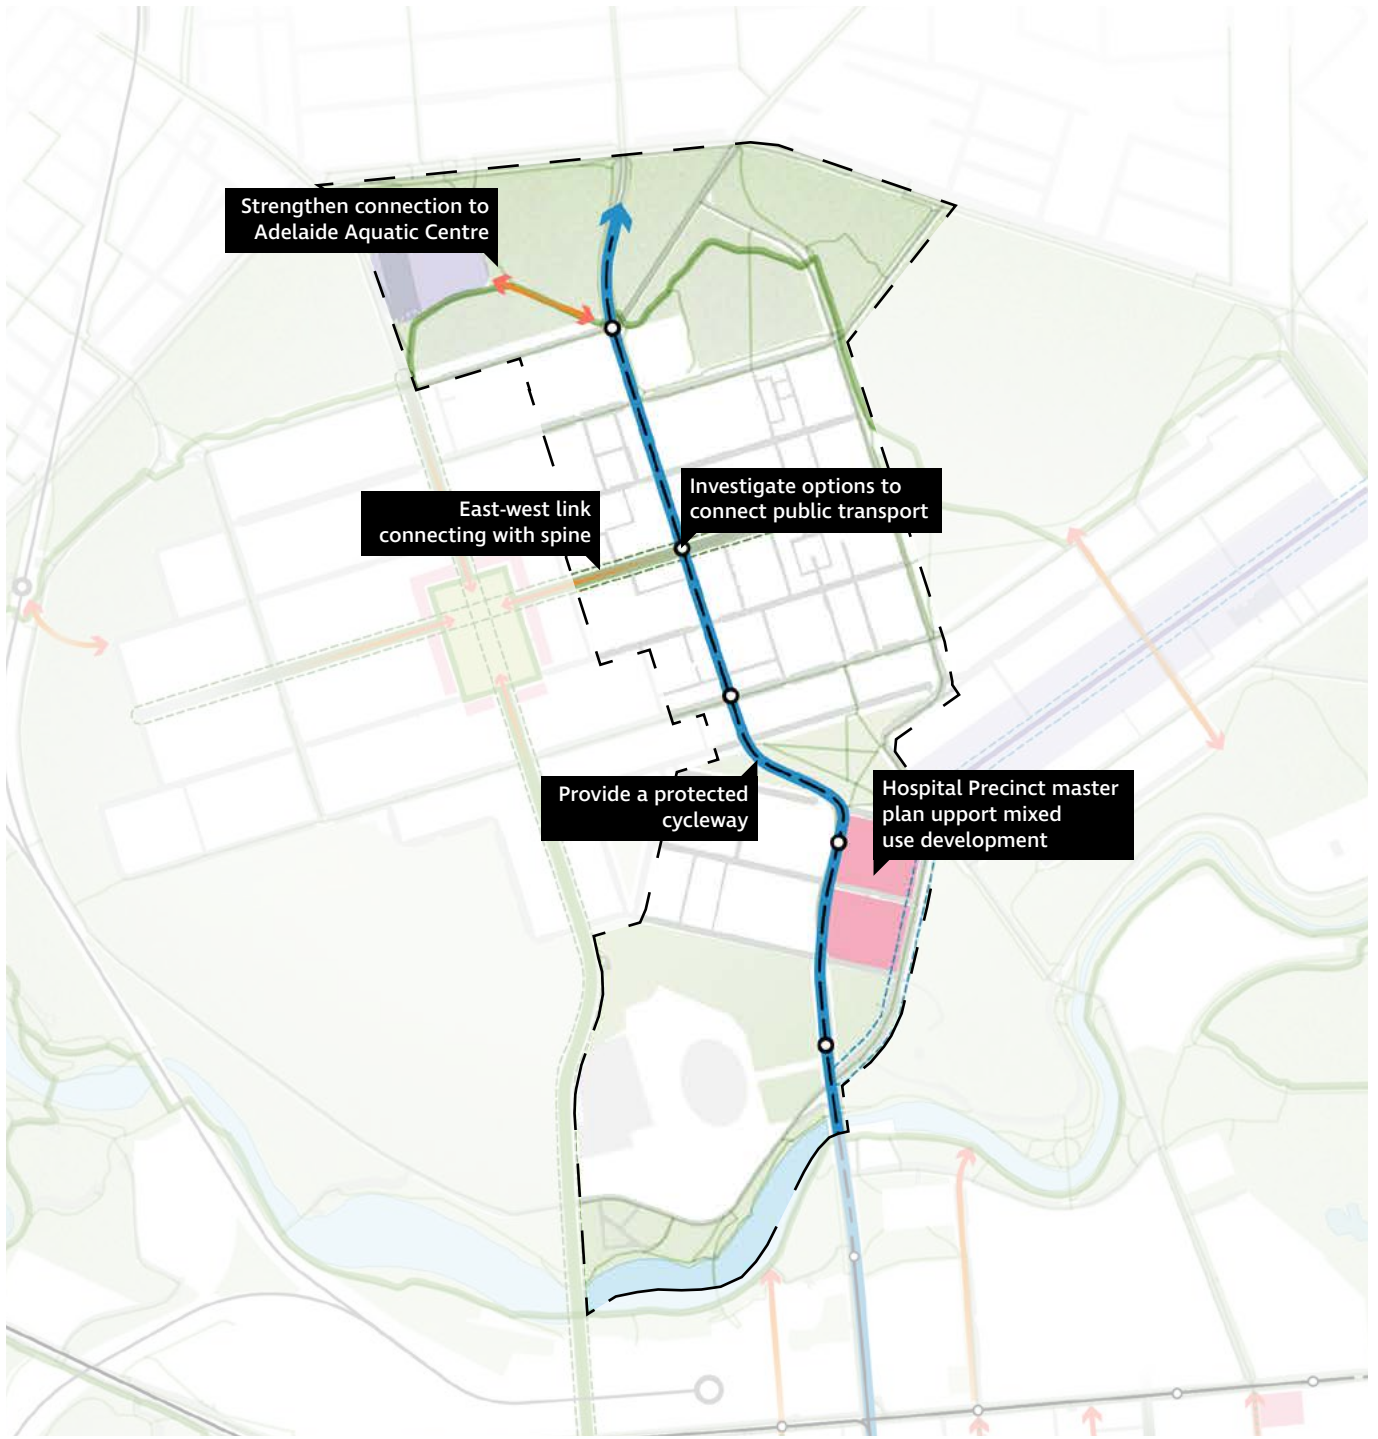 Strengthen connection to
Adelaide Aquatic Centre
Investigate options to
connect public transport
East-west link
connecting with spine
Provide a protected
cycleway
Hospital Precinct master
plan upport mixed
use development